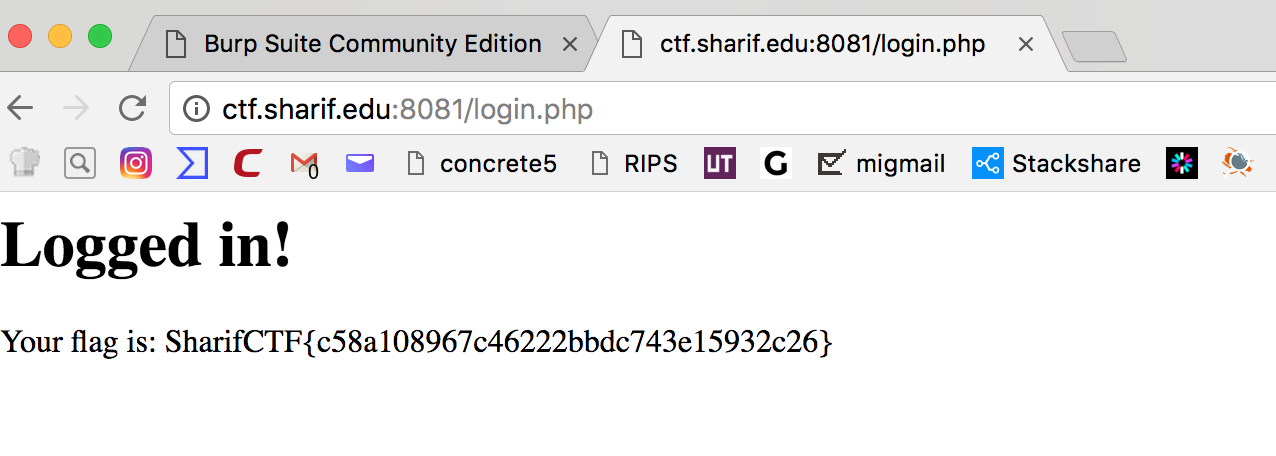 Burp Suite Community Edition
ctf.sharif.edu:8081/login.php
ctf.sharif.edu:8081/login.php
0 concrete5 RIPS UT G migmail Stackshare
Logged in!
Your flag is: SharifCTF{c58a108967c46222bbdc743e15932c26}